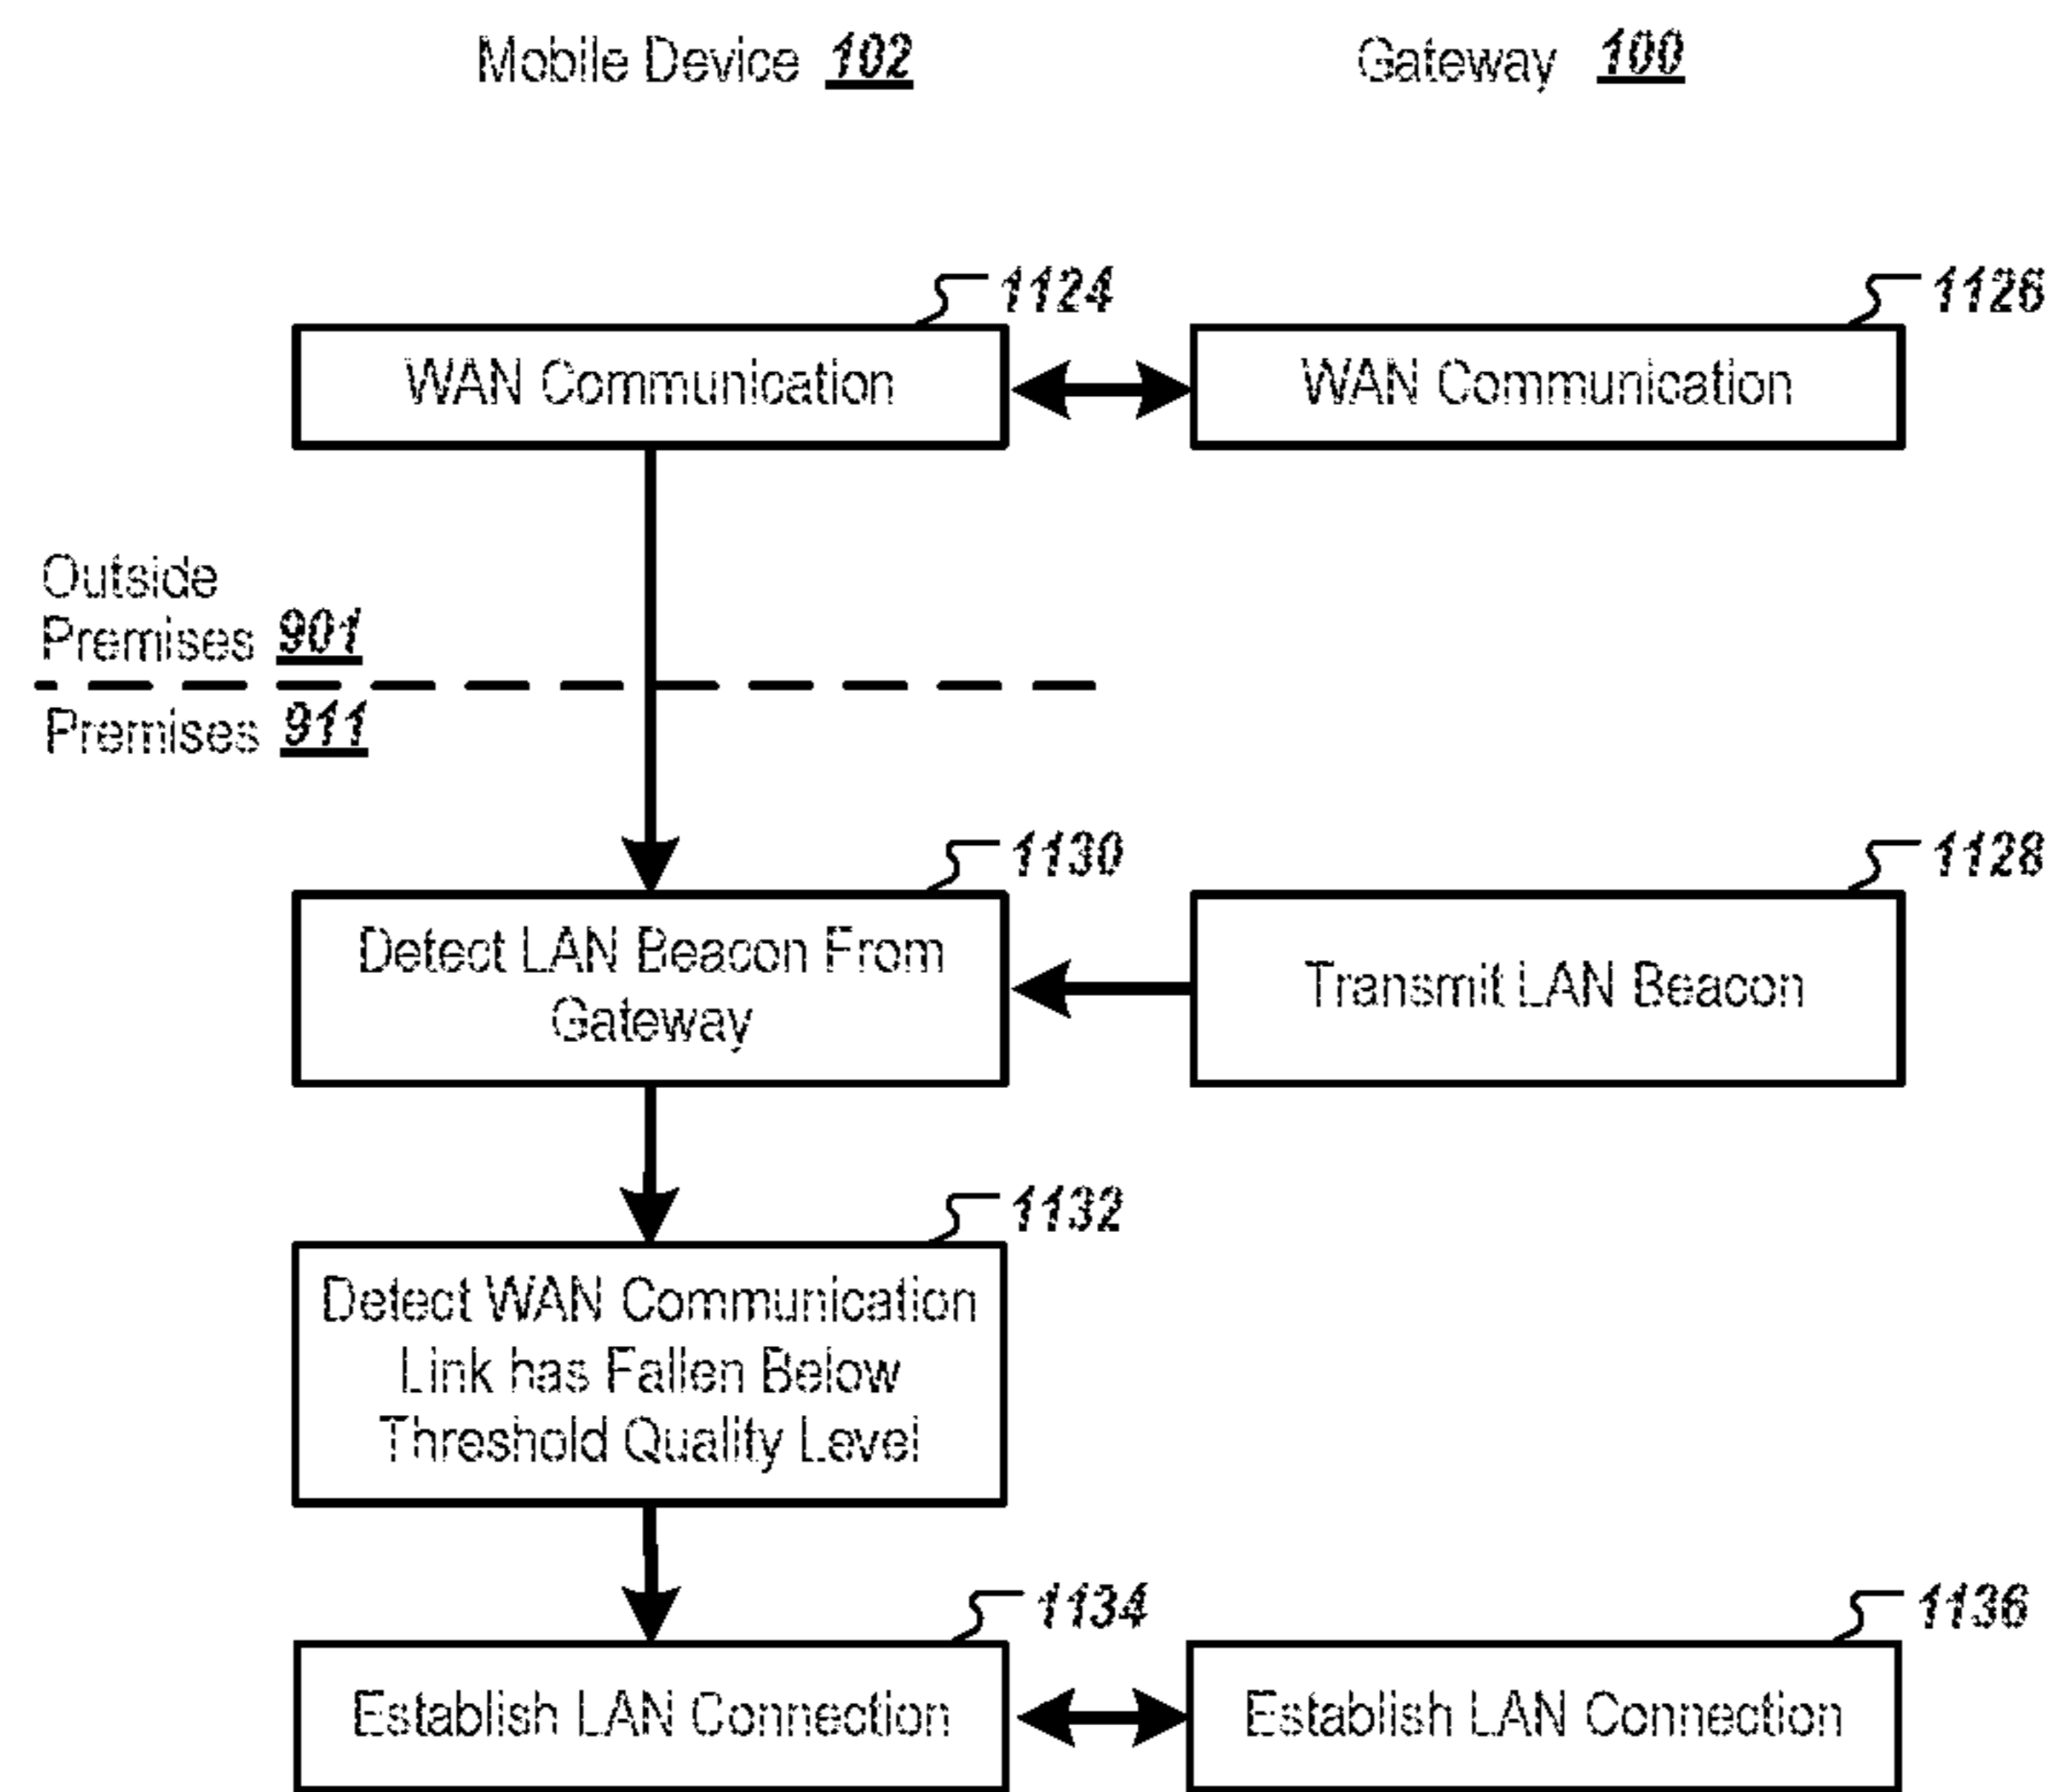 Mobile Device 102
Gateway 100
1124
1126
WAN Communication
WAN Communication
Outside
Premises 901
Premises 911
1130
1128
Detect LAN Beacon From
Gateway
Transmit LAN Beacon
1132
Detect WAN Communication
Link has Fallen Below
Threshold Quality Level
1134
1136
Establish LAN Connection
Establish LAN Connection